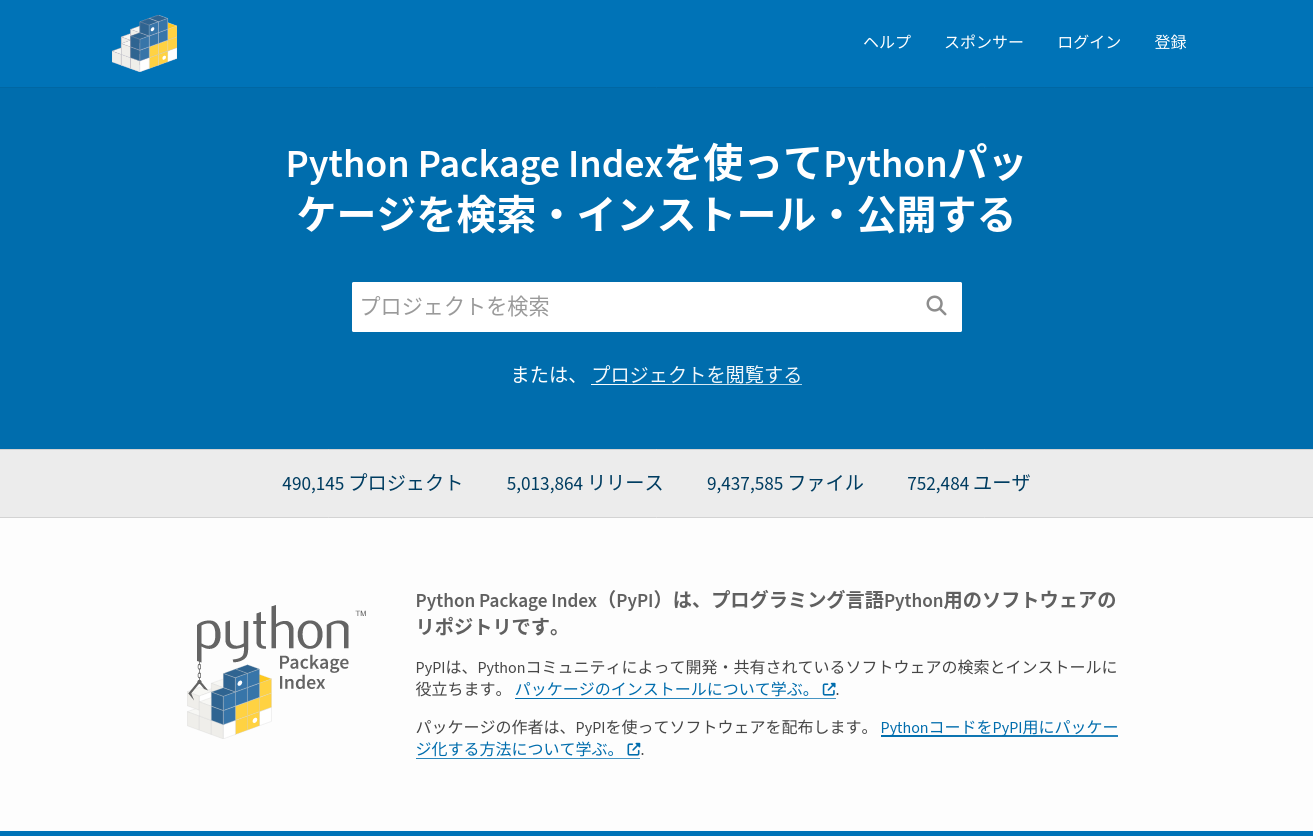 ヘルプ スポンサー ログイン 登録
Python Package Indexを使ってPythonパッ
ケージを検索・インストール・公開する
プロジェクトを検索
または、 プロジェクトを閲覧する
490,145 プロジェクト 5,013,864 リリース 9,437,585 ファイル 752,484 ユーザ
python™
Package
Index
Python Package Index（PyPI）は、プログラミング言語Python用のソフトウェアの
リポジトリです。
PyPIは、Pythonコミュニティによって開発・共有されているソフトウェアの検索とインストールに
役立ちます。 パッケージのインストールについて学ぶ。 .
パッケージの作者は、PyPIを使ってソフトウェアを配布します。 PythonコードをPyPI用にパッケー
ジ化する方法について学ぶ。 .